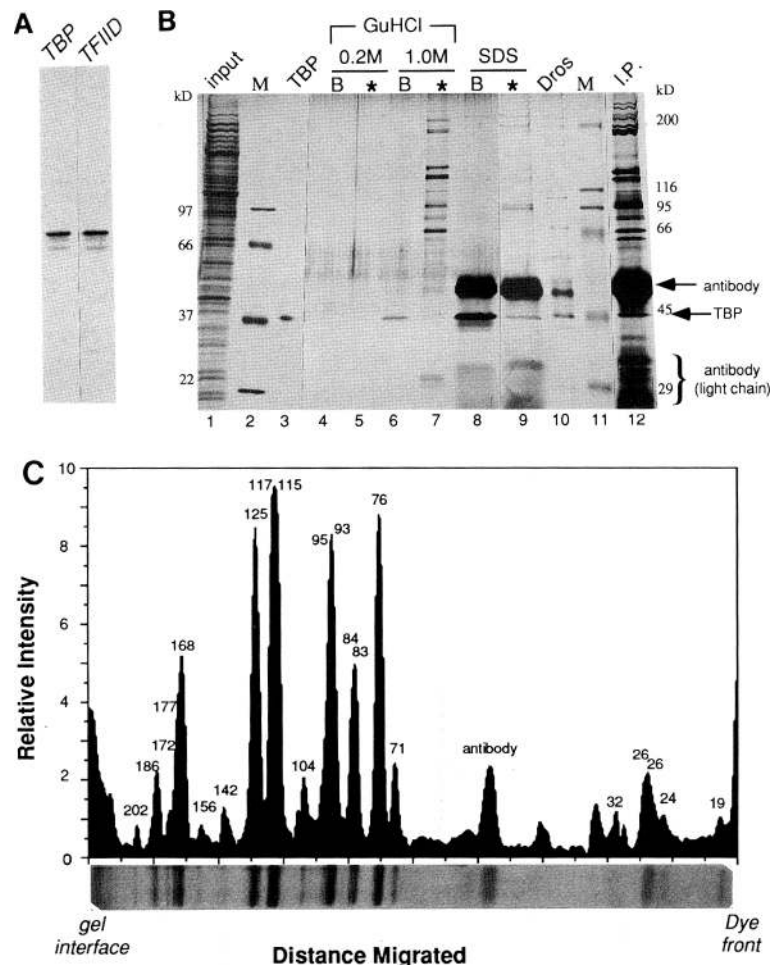 A
TBP TFIID
B
GuHCl
0.2M 1.0M SDS
input M TBP B * B * B * Dros M I.P.
kD kD
200
97
66
37
22
116
95
66
45
29
antibody
TBP
antibody
(light chain)
1 2 3 4 5 6 7 8 9 10 11 12
C
Relative Intensity
10
8
6
4
2
0
202
186
172
177
168
156
142
125
117 115
104
95 93
84
83
76
71
antibody
32
26
26
24
19
gel
interface
Distance Migrated
Dye
front